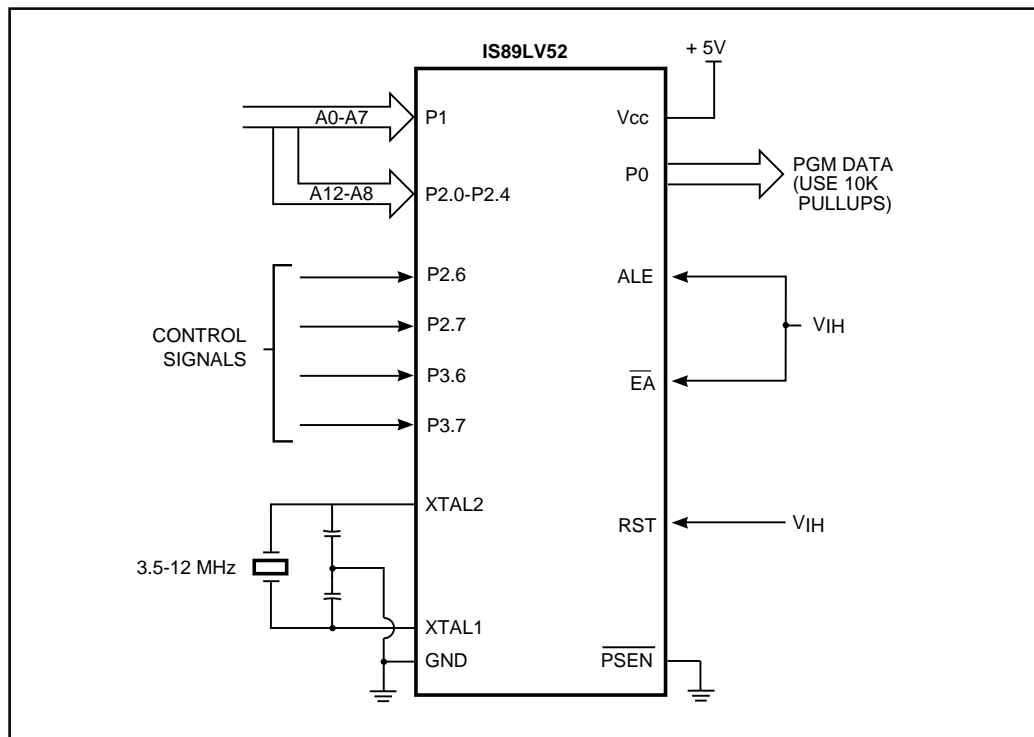 IS89LV52
+ 5V
A0-A7
P1
Vcc
P0
PGM DATA
(USE 10K
PULLUPS)
A12-A8
P2.0-P2.4
P2.6
ALE
P2.7
VIH
CONTROL
SIGNALS
P3.6
EA
P3.7
XTAL2
RST
VIH
3.5-12 MHz
XTAL1
GND
PSEN